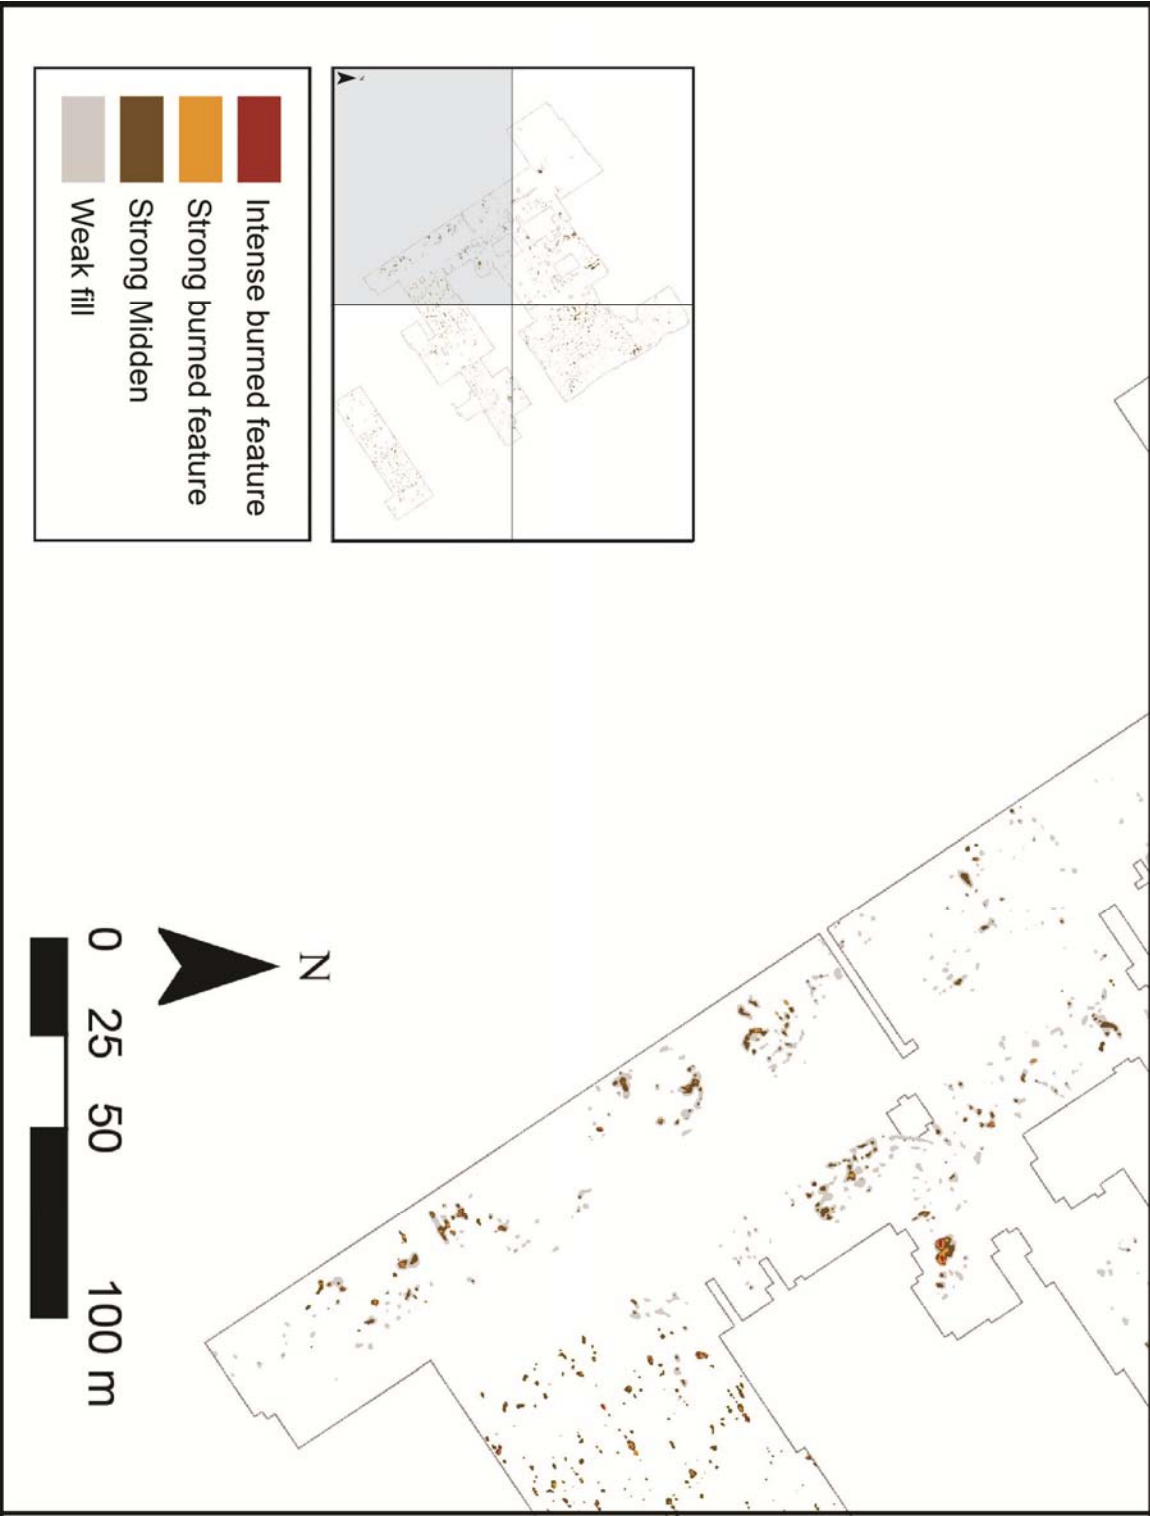 Intense burned feature
Strong burned feature
Strong Midden
Weak fill
N
0 25 50 100 m